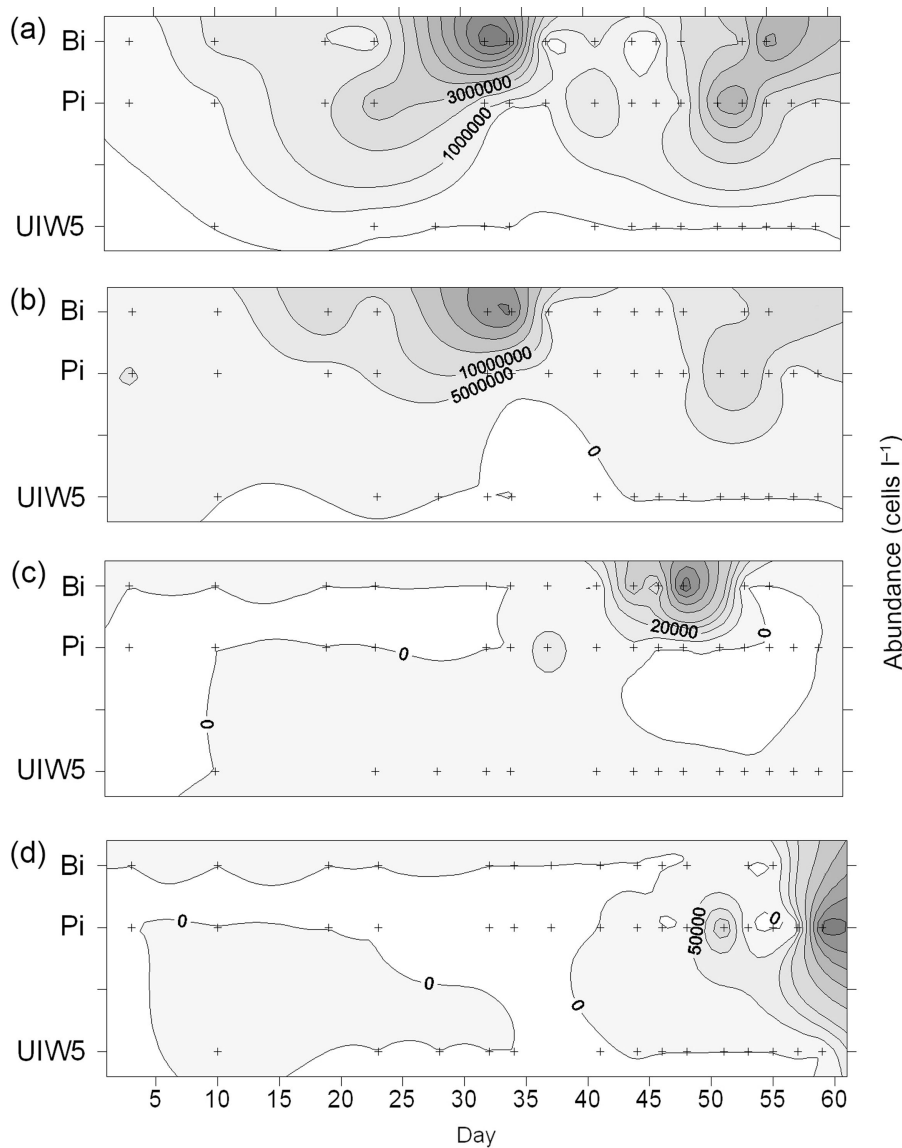 (a)
Bi
Pi
UIW5
3000000
1000000
(b)
Bi
Pi
UIW5
10000000
5000000
0
(c)
Bi
Pi
UIW5
20000
0
0
0
(d)
Bi
Pi
UIW5
0
0
0
50000
0
5 10 15 20 25 30 35 40 45 50 55 60
Day
Abundance (cells l⁻¹)